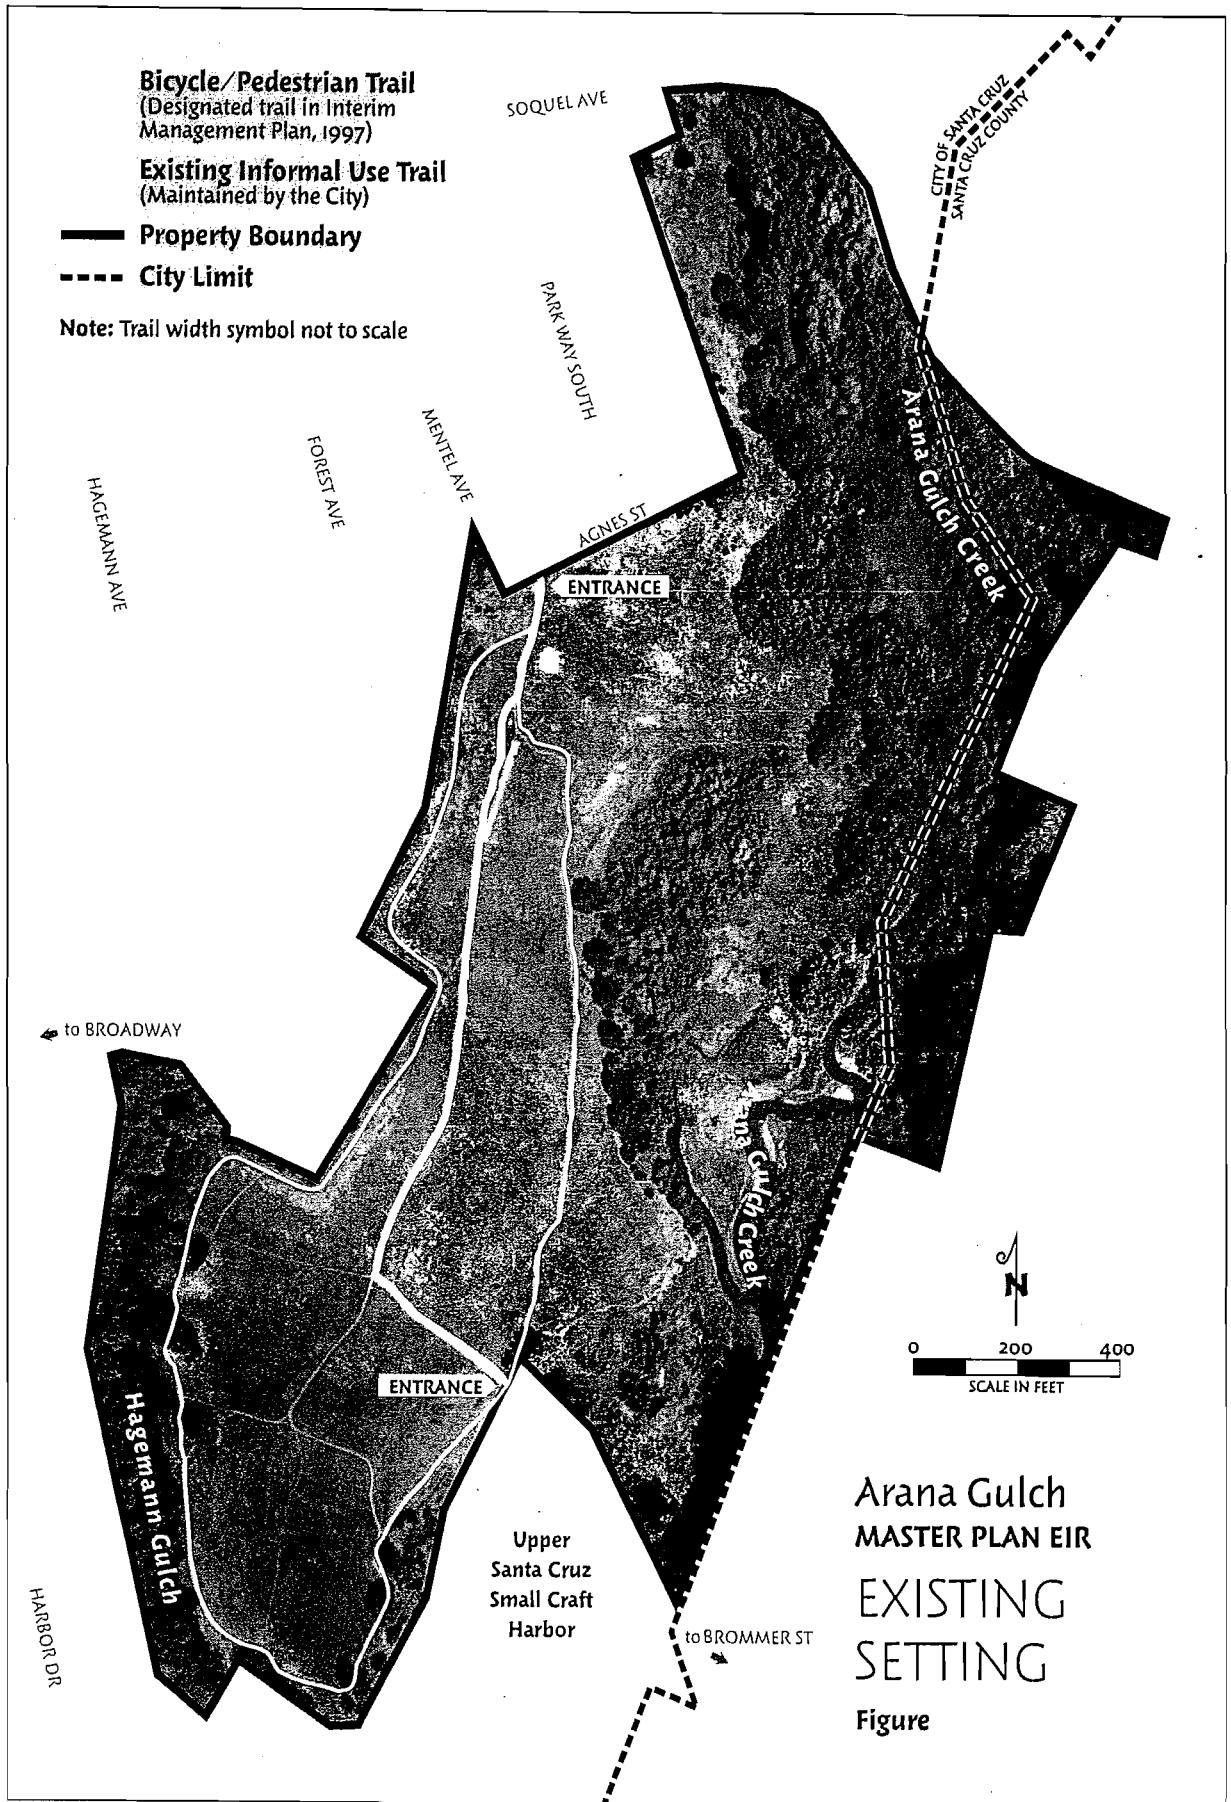 Bicycle/Pedestrian Trail
(Designated trail in Interim
Management Plan, 1997)
Existing Informal Use Trail
(Maintained by the City)
Property Boundary
City Limit
Note: Trail width symbol not to scale
SOQUEL AVE
CITY OF SANTA CRUZ
SANTA CRUZ COUNTY
PARK WAY SOUTH
MENTEL AVE
FOREST AVE
HAGEMANN AVE
AGNES ST
ENTRANCE
Arana Gulch Creek
to BROADWAY
Arana Gulch Creek
N
0 200 400
SCALE IN FEET
ENTRANCE
Hagemann Gulch
HARBOR DR
Upper
Santa Cruz
Small Craft
Harbor
to BROMMER ST
Arana Gulch
MASTER PLAN EIR
EXISTING
SETTING
Figure